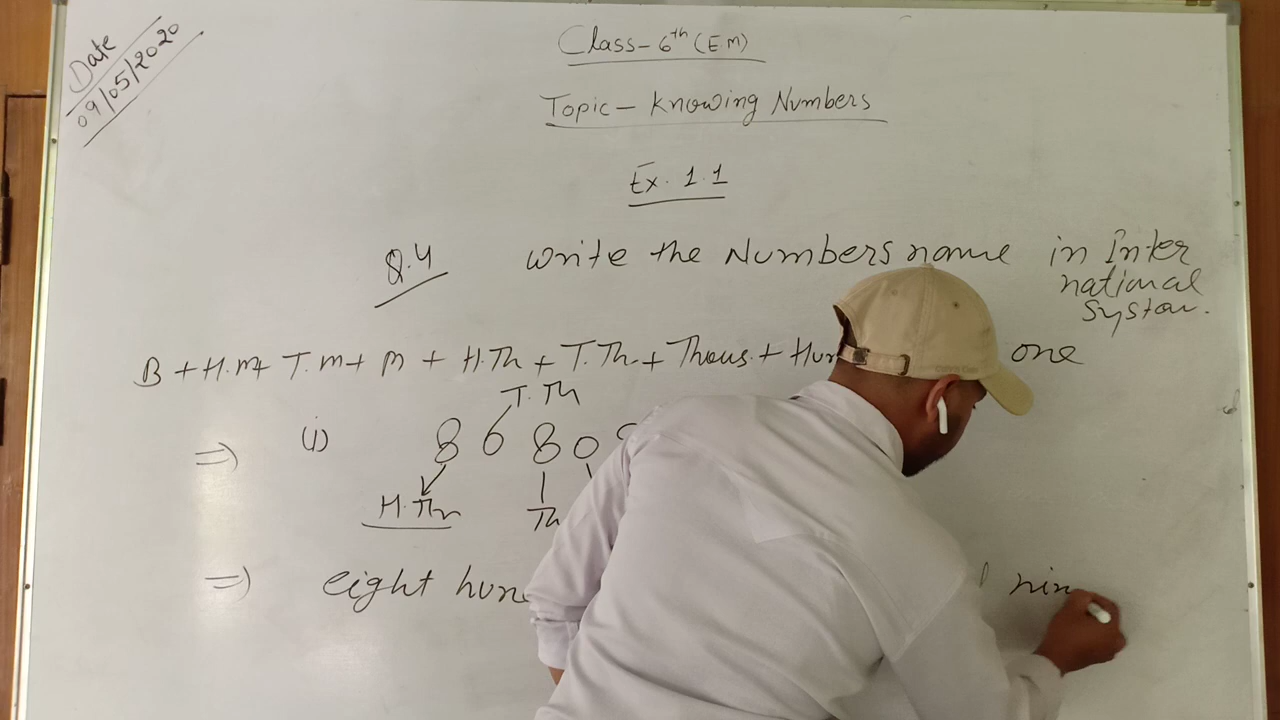 Date
09/05/2020
Class - 6th (E.M)
Topic - Knowing Numbers
Ex. 1.1
Q.4 Write the Numbers name in Inter
national
System.
B + H.M + T.M + M + H.Th + T.Th + Thous. + Hun one
T.Th
⇒ (i) 8 6 8 0
H.Th Th
⇒ eight hun nin